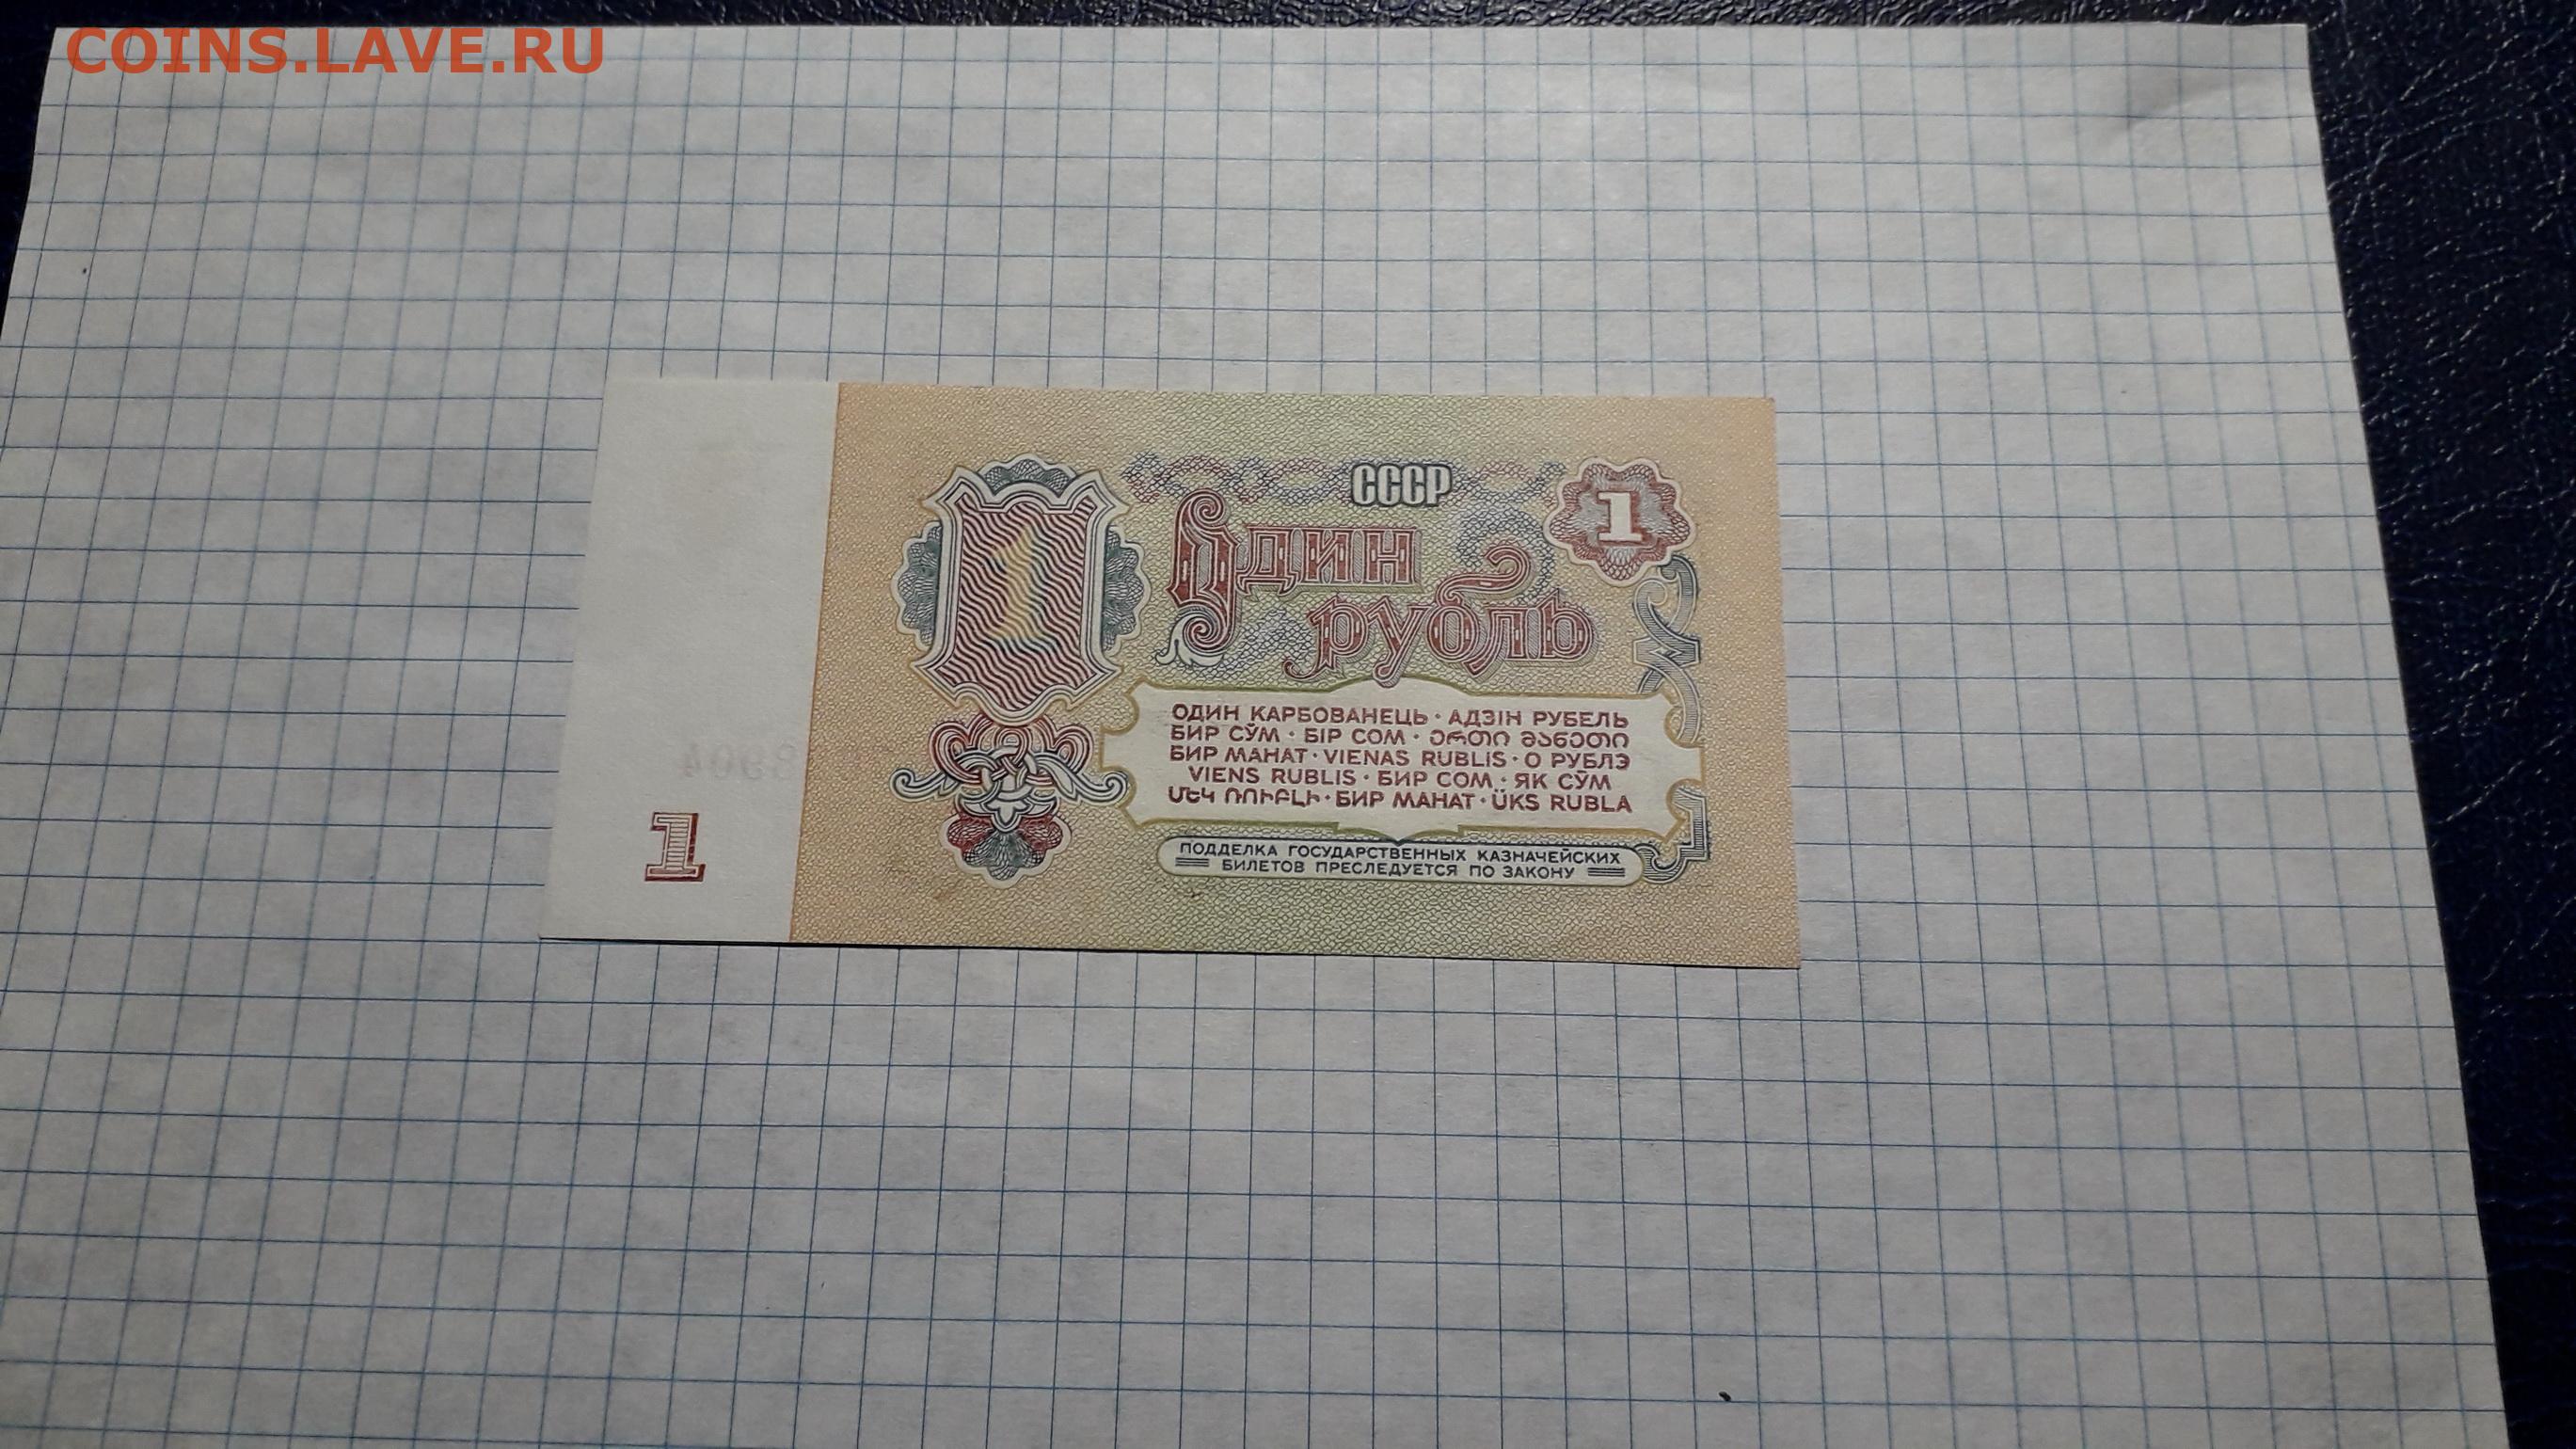 COINS.LAVE.RU
1
СССР
1
Один
рубль
ОДИН КАРБОВАНЕЦЬ · АДЗІН РУБЕЛЬ
БИР СЎМ · БІР СОМ · ᲔᲠᲗᲘ ᲛᲐᲜᲔᲗᲘ
БИР МАНАТ · VIENAS RUBLIS · О РУБЛЭ
VIENS RUBLIS · БИР СОМ · ЯК СӮМ
ՄԵԿ ՌՈՒԲԼԻ · БИР МАНАТ · ÜKS RUBLA
1
ПОДДЕЛКА ГОСУДАРСТВЕННЫХ КАЗНАЧЕЙСКИХ
БИЛЕТОВ ПРЕСЛЕДУЕТСЯ ПО ЗАКОНУ